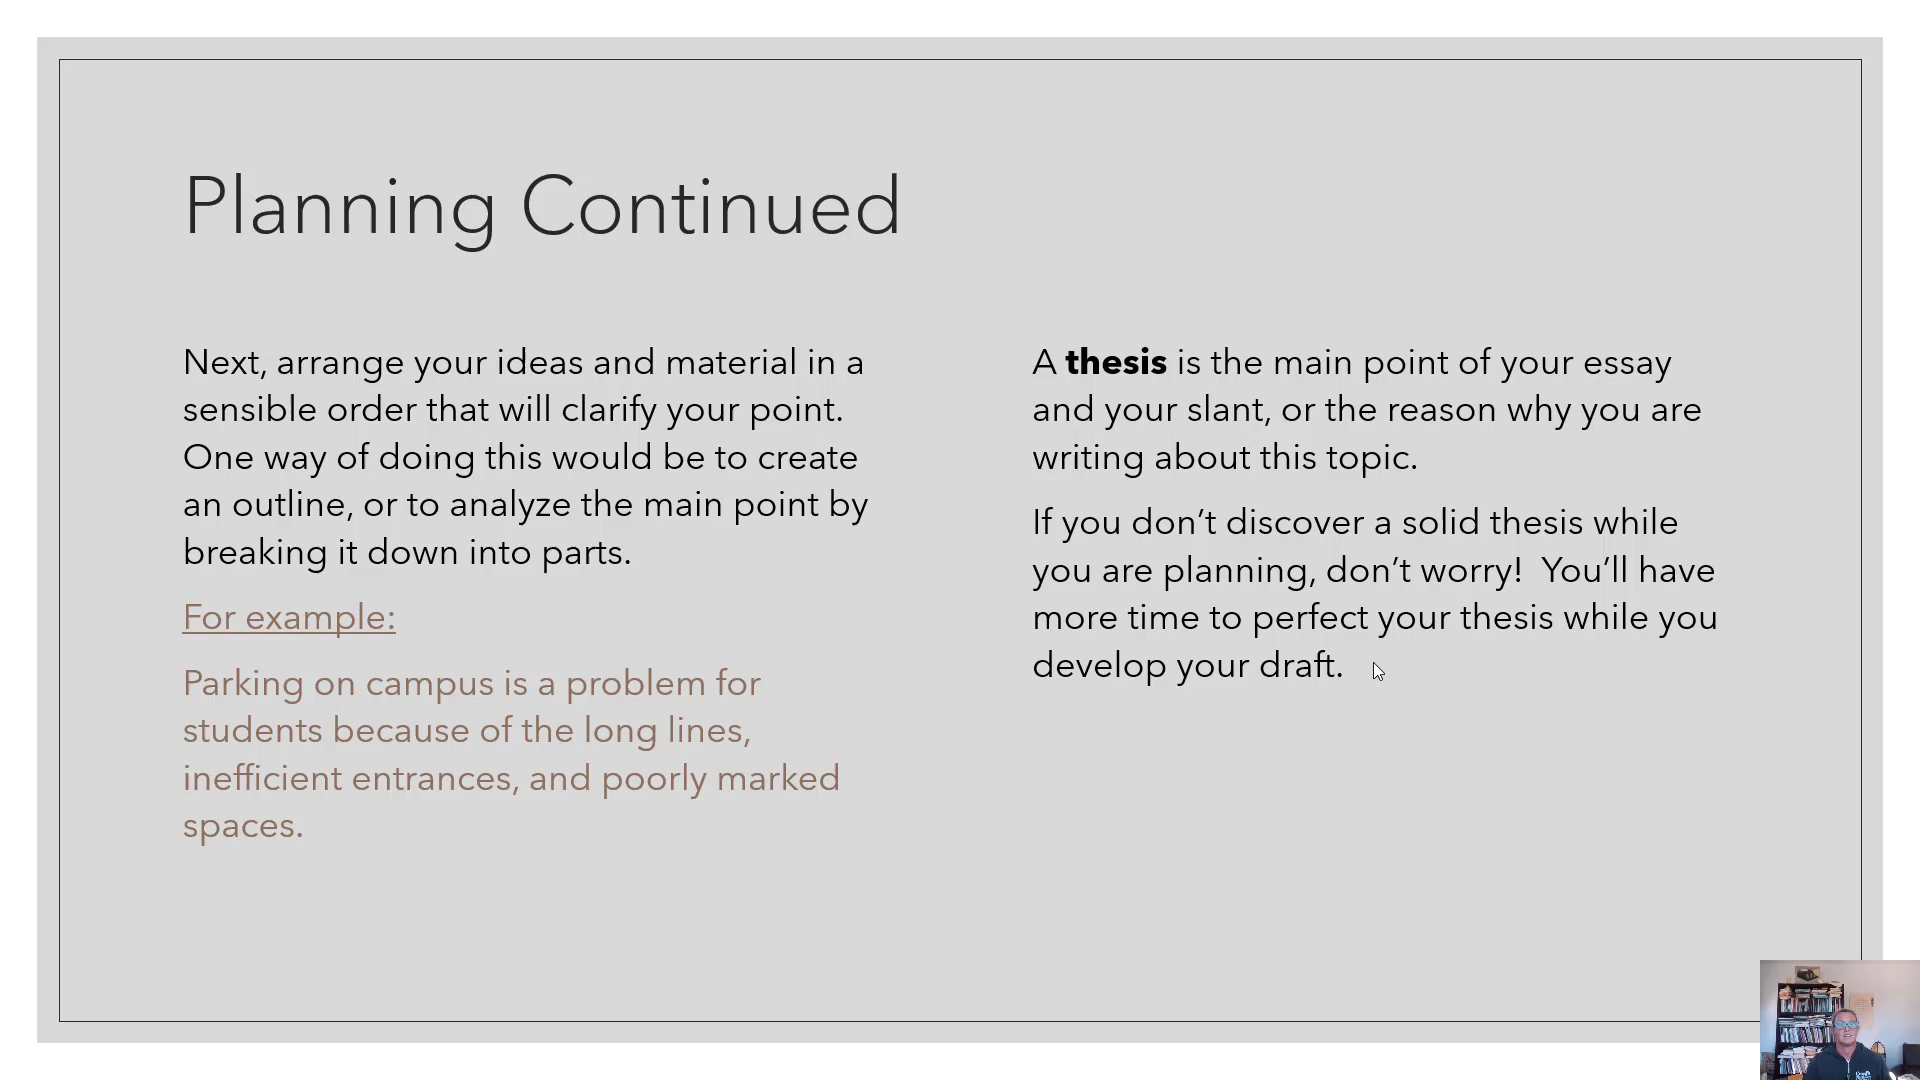 Planning Continued
Next, arrange your ideas and material in a
sensible order that will clarify your point.
One way of doing this would be to create
an outline, or to analyze the main point by
breaking it down into parts.
For example:
Parking on campus is a problem for
students because of the long lines,
inefficient entrances, and poorly marked
spaces.
A thesis is the main point of your essay
and your slant, or the reason why you are
writing about this topic.
If you don’t discover a solid thesis while
you are planning, don’t worry!  You’ll have
more time to perfect your thesis while you
develop your draft.